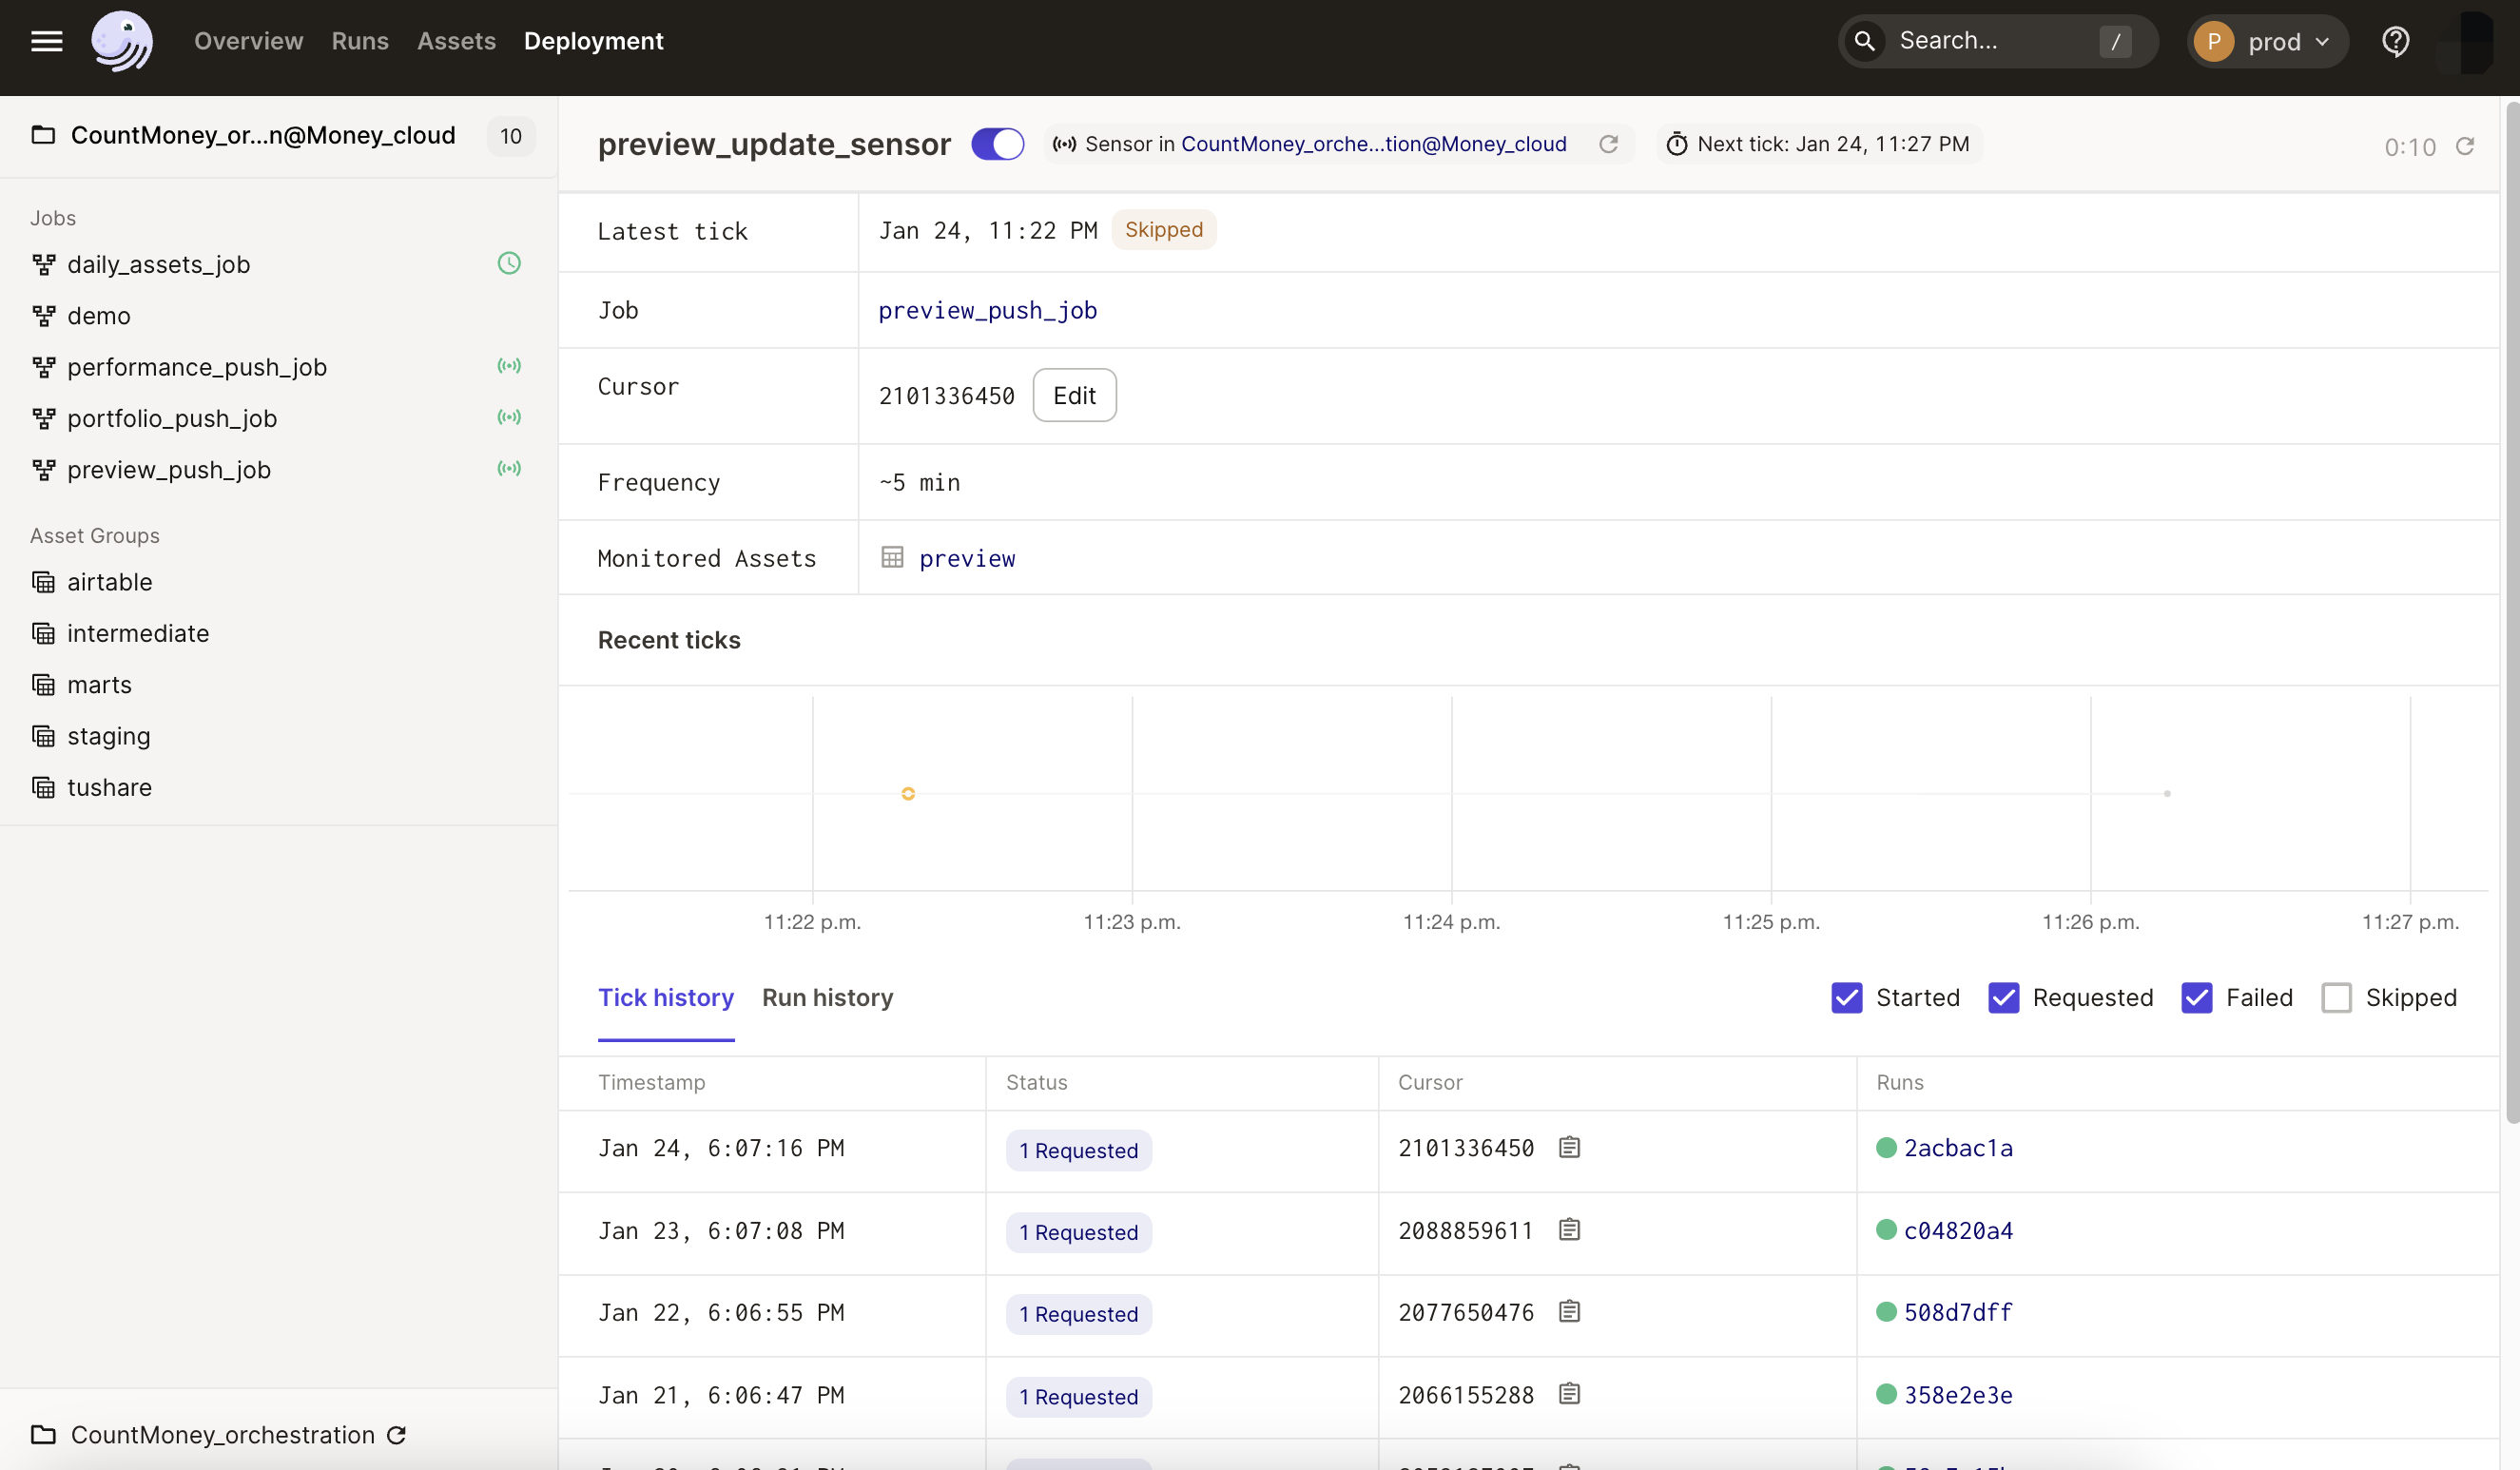 Overview Runs Assets Deployment Search... / P prod
CountMoney_or...n@Money_cloud 10
Jobs
daily_assets_job
demo
performance_push_job
portfolio_push_job
preview_push_job
Asset Groups
airtable
intermediate
marts
staging
tushare
CountMoney_orchestration
preview_update_sensor Sensor in CountMoney_orche...tion@Money_cloud Next tick: Jan 24, 11:27 PM 0:10
Latest tick Jan 24, 11:22 PM Skipped
Job preview_push_job
Cursor 2101336450 Edit
Frequency ~5 min
Monitored Assets preview
Recent ticks
11:22 p.m. 11:23 p.m. 11:24 p.m. 11:25 p.m. 11:26 p.m. 11:27 p.m.
Tick history Run history Started Requested Failed Skipped
Timestamp Status Cursor Runs
Jan 24, 6:07:16 PM 1 Requested 2101336450 2acbac1a
Jan 23, 6:07:08 PM 1 Requested 2088859611 c04820a4
Jan 22, 6:06:55 PM 1 Requested 2077650476 508d7dff
Jan 21, 6:06:47 PM 1 Requested 2066155288 358e2e3e